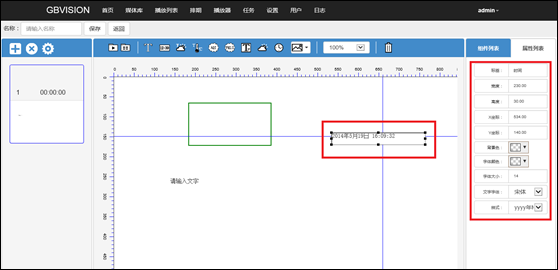 GBVISION 首页 媒体库 播放列表 排期 播放器 任务 设置 用户 日志 admin
名称： 请输入名称 保存 返回
100% 组件列表 属性列表
1 00:00:00
0 50 100 150 200 250 300 350 400 450 500 550 600 650 700 750 800 850
标签： 时间
宽度： 230.00
高度： 30.00
X坐标： 534.00
Y坐标： 140.00
背景色：
字体颜色：
字体大小： 14
文字字体： 宋体
格式： yyyy年M
2014年3月19日 16:09:32
请输入文字